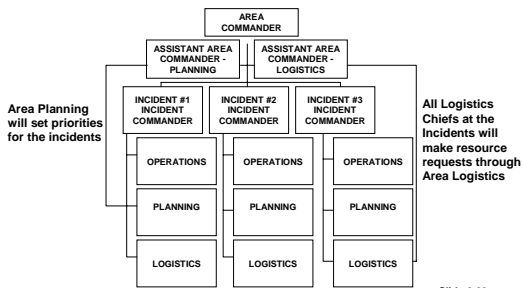 AREA
COMMANDER
ASSISTANT AREA
COMMANDER -
PLANNING
ASSISTANT AREA
COMMANDER -
LOGISTICS
INCIDENT #1
INCIDENT
COMMANDER
INCIDENT #2
INCIDENT
COMMANDER
INCIDENT #3
INCIDENT
COMMANDER
Area Planning
will set priorities
for the incidents
All Logistics
Chiefs at the
Incidents will
make resource
requests through
Area Logistics
OPERATIONS
OPERATIONS
OPERATIONS
PLANNING
PLANNING
PLANNING
LOGISTICS
LOGISTICS
LOGISTICS